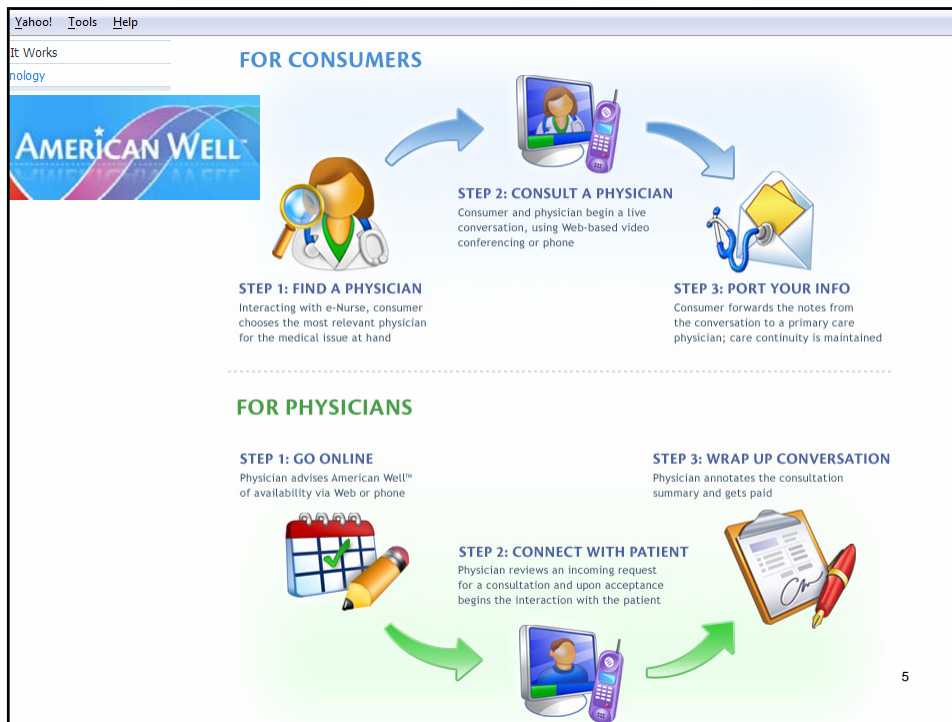 Yahoo! Tools Help
It Works
nology
AMERICAN WELL™
FOR CONSUMERS
STEP 1: FIND A PHYSICIAN
Interacting with e-Nurse, consumer
chooses the most relevant physician
for the medical issue at hand
STEP 2: CONSULT A PHYSICIAN
Consumer and physician begin a live
conversation, using Web-based video
conferencing or phone
STEP 3: PORT YOUR INFO
Consumer forwards the notes from
the conversation to a primary care
physician; care continuity is maintained
FOR PHYSICIANS
STEP 1: GO ONLINE
Physician advises American Well™
of availability via Web or phone
STEP 2: CONNECT WITH PATIENT
Physician reviews an incoming request
for a consultation and upon acceptance
begins the interaction with the patient
STEP 3: WRAP UP CONVERSATION
Physician annotates the consultation
summary and gets paid
5